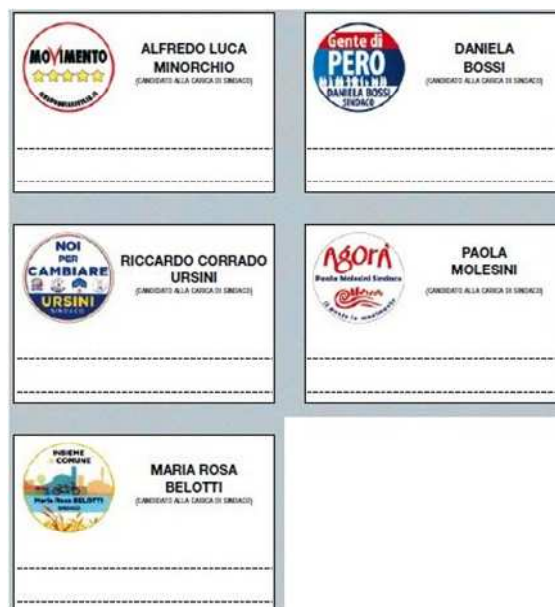 MOVIMENTO
ALFREDO LUCA
MINORCHIO
(CANDIDATO ALLA CARICA DI SINDACO)
Gente di
PERO
DANIELA BOSSI
SINDACO
DANIELA
BOSSI
(CANDIDATO ALLA CARICA DI SINDACO)
NOI
PER
CAMBIARE
URSINI
SINDACO
RICCARDO CORRADO
URSINI
(CANDIDATO ALLA CARICA DI SINDACO)
Agorà
Paola Molesini Sindaco
PAOLA
MOLESINI
(CANDIDATO ALLA CARICA DI SINDACO)
INSIEME
COMUNE
Maria Rosa BELOTTI
SINDACO
MARIA ROSA
BELOTTI
(CANDIDATO ALLA CARICA DI SINDACO)